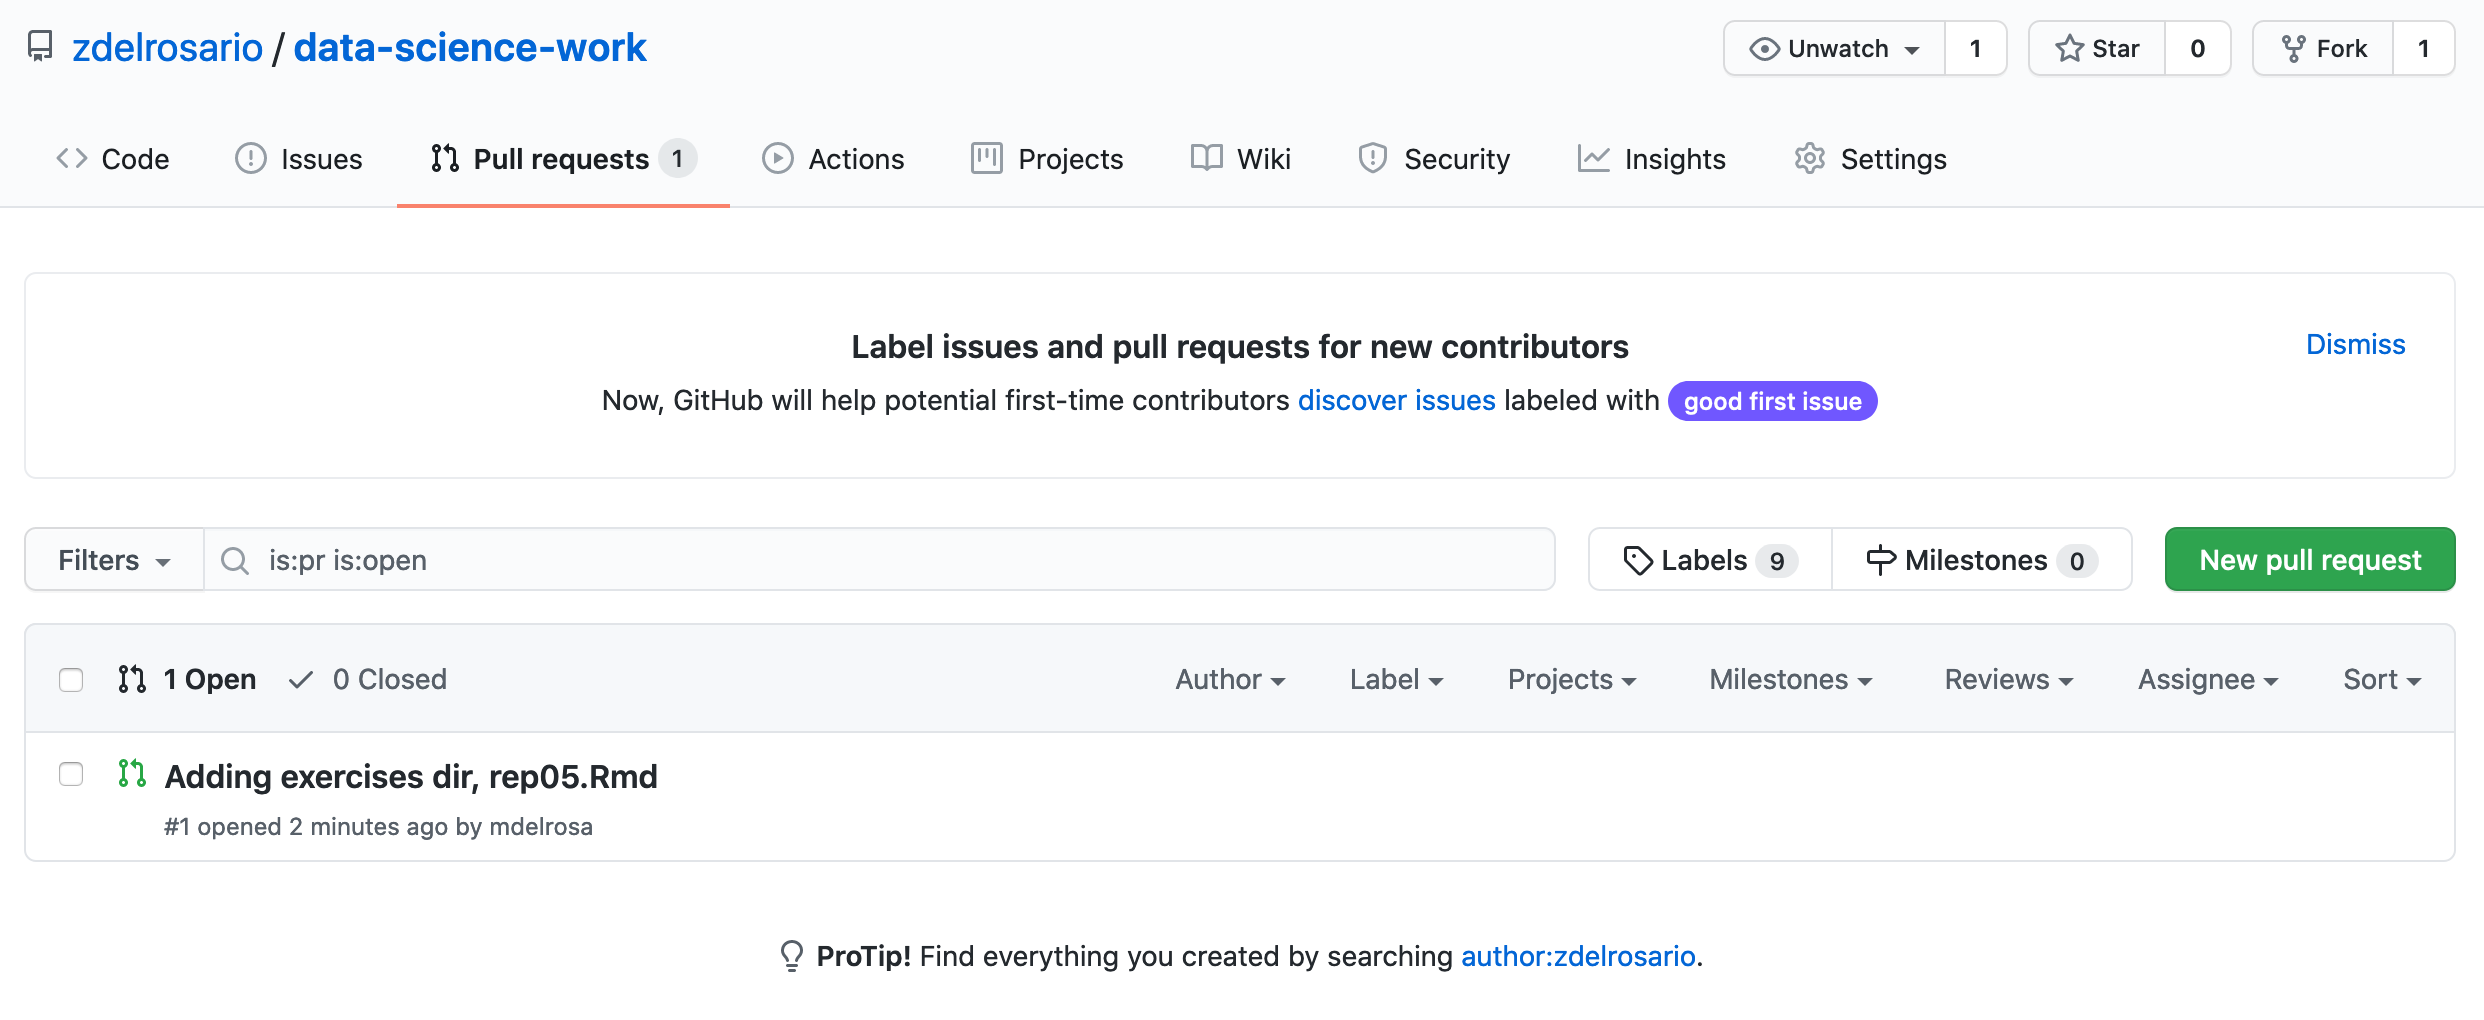 zdelrosario / data-science-work
Unwatch 1 Star 0 Fork 1
Code Issues Pull requests 1 Actions Projects Wiki Security Insights Settings
Label issues and pull requests for new contributors
Dismiss
Now, GitHub will help potential first-time contributors discover issues labeled with good first issue
Filters is:pr is:open Labels 9 Milestones 0 New pull request
1 Open 0 Closed Author Label Projects Milestones Reviews Assignee Sort
Adding exercises dir, rep05.Rmd
#1 opened 2 minutes ago by mdelrosa
ProTip! Find everything you created by searching author:zdelrosario.